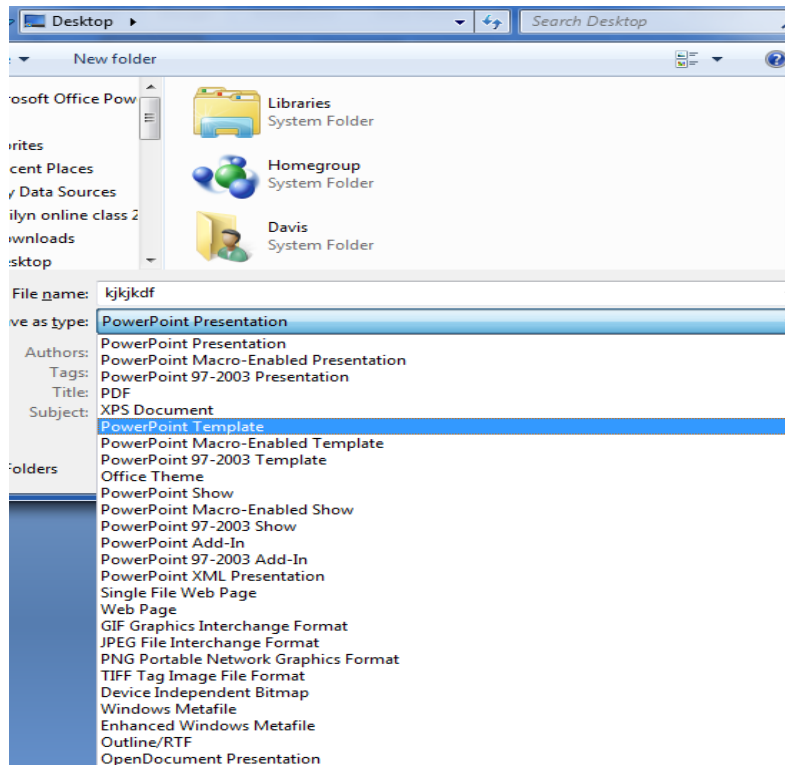 Desktop
Search Desktop
New folder
rosoft Office Pow
rites
cent Places
y Data Sources
ilyn online class 2
wnloads
esktop
Libraries
System Folder
Homegroup
System Folder
Davis
System Folder
File name: kjkjkdf
ve as type: PowerPoint Presentation
Authors:
Tags:
Title:
Subject:
Folders
PowerPoint Presentation
PowerPoint Macro-Enabled Presentation
PowerPoint 97-2003 Presentation
PDF
XPS Document
PowerPoint Template
PowerPoint Macro-Enabled Template
PowerPoint 97-2003 Template
Office Theme
PowerPoint Show
PowerPoint Macro-Enabled Show
PowerPoint 97-2003 Show
PowerPoint Add-In
PowerPoint 97-2003 Add-In
PowerPoint XML Presentation
Single File Web Page
Web Page
GIF Graphics Interchange Format
JPEG File Interchange Format
PNG Portable Network Graphics Format
TIFF Tag Image File Format
Device Independent Bitmap
Windows Metafile
Enhanced Windows Metafile
Outline/RTF
OpenDocument Presentation